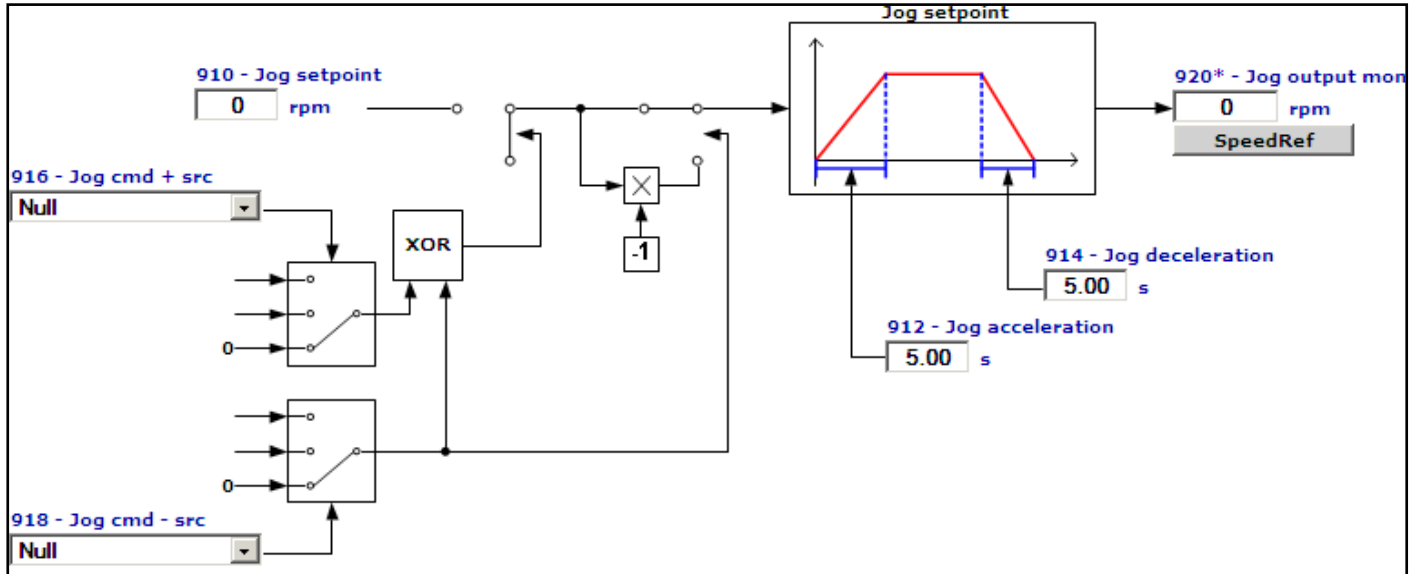 Jog setpoint
910 - Jog setpoint
0 rpm
920* - Jog output mon
0 rpm
SpeedRef
916 - Jog cmd + src
Null
XOR
-1
0
914 - Jog deceleration
5.00 s
912 - Jog acceleration
5.00 s
0
918 - Jog cmd - src
Null